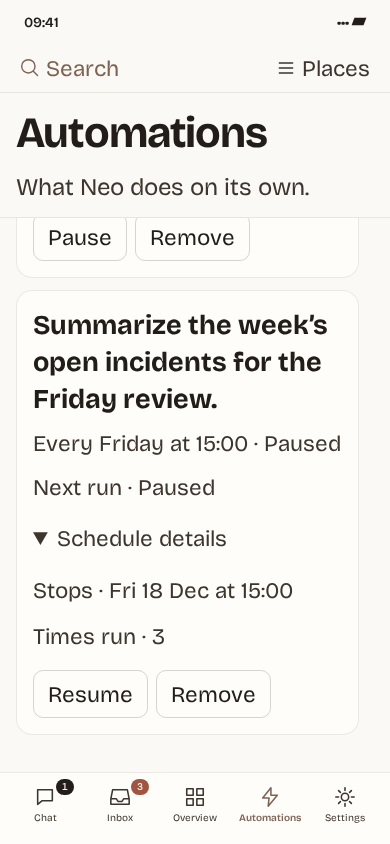 09:41
Search
Places
Automations
What Neo does on its own.
Pause
Remove
Summarize the week’s
open incidents for the
Friday review.
Every Friday at 15:00 · Paused
Next run · Paused
▼ Schedule details
Stops · Fri 18 Dec at 15:00
Times run · 3
Resume
Remove
1
3
Chat
Inbox
Overview
Automations
Settings